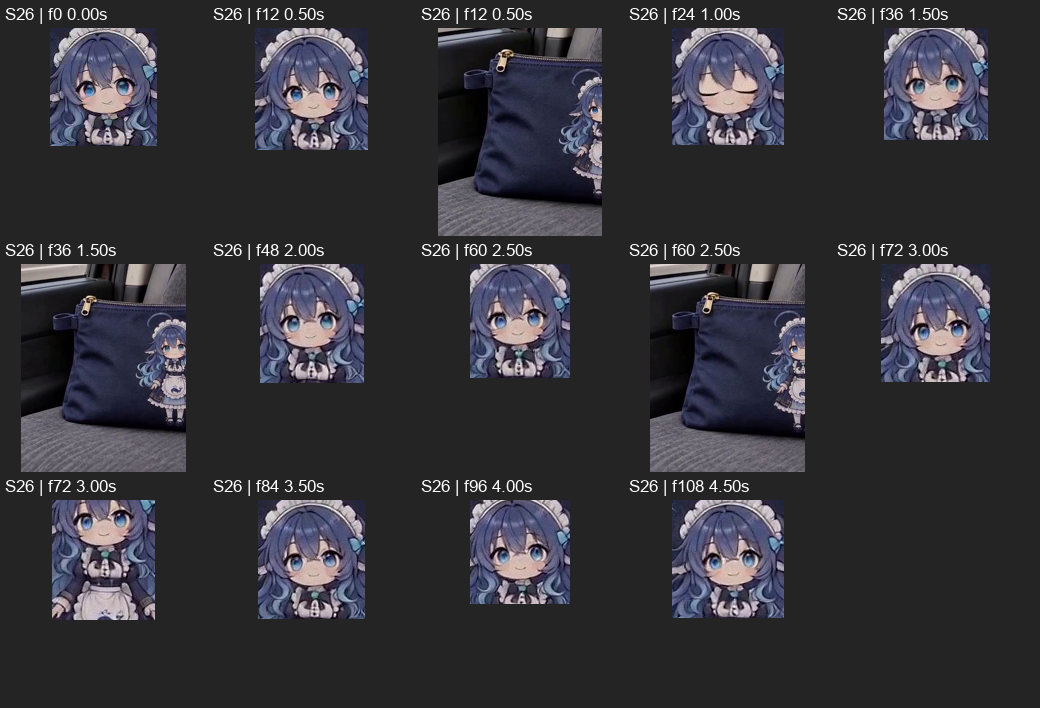 S26 | f0 0.00s
S26 | f12 0.50s
S26 | f12 0.50s
S26 | f24 1.00s
S26 | f36 1.50s
S26 | f36 1.50s
S26 | f48 2.00s
S26 | f60 2.50s
S26 | f60 2.50s
S26 | f72 3.00s
S26 | f72 3.00s
S26 | f84 3.50s
S26 | f96 4.00s
S26 | f108 4.50s